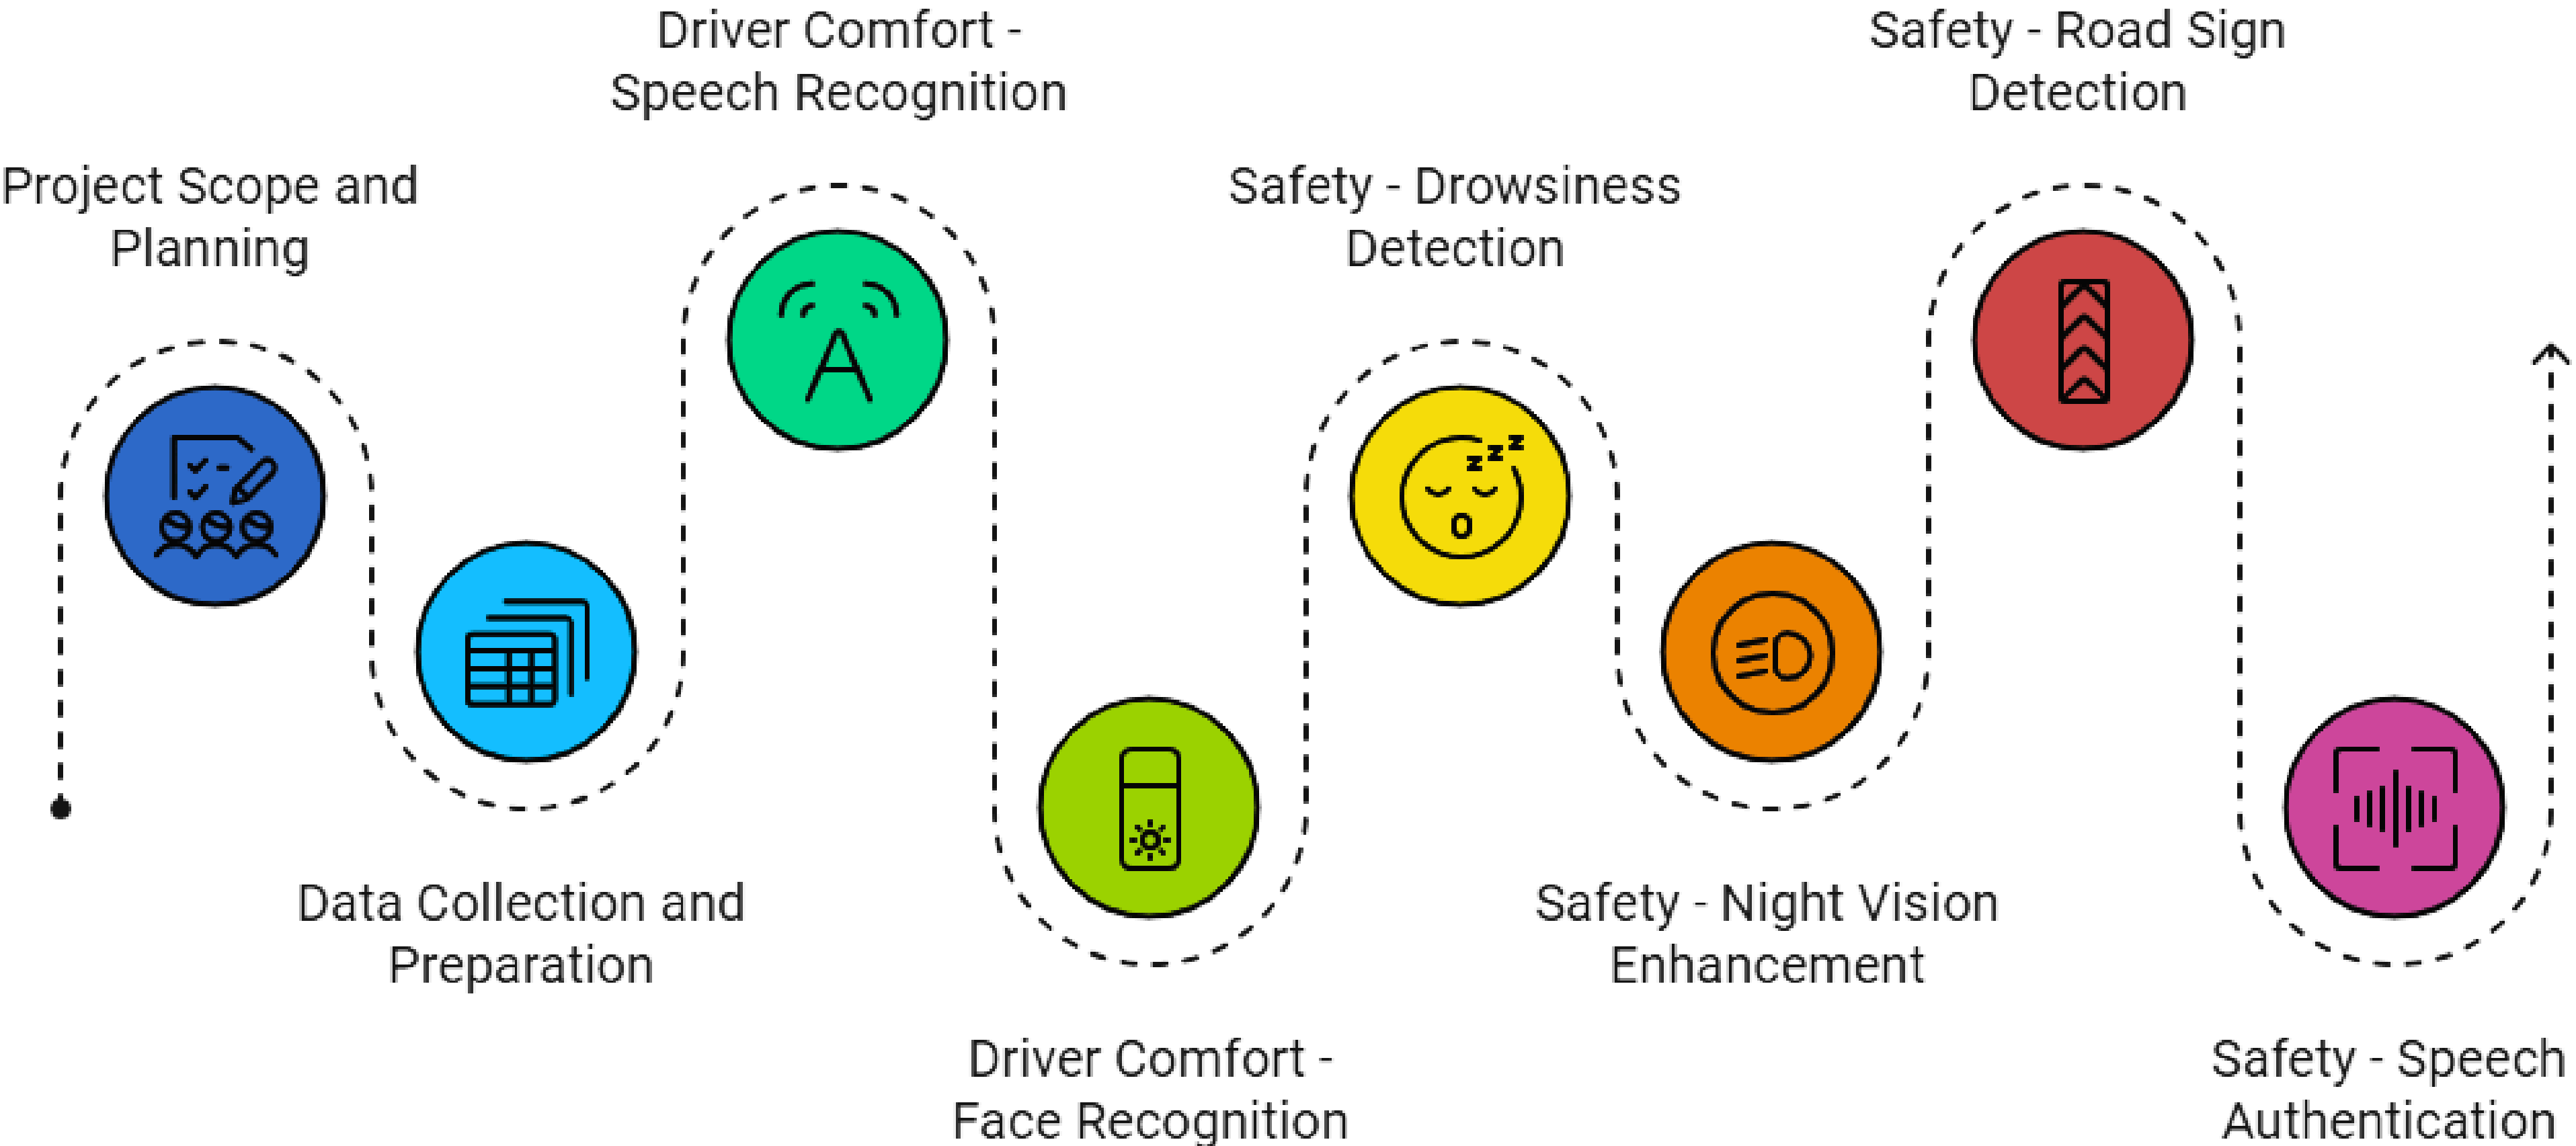 Project Scope and
Planning
Data Collection and
Preparation
Driver Comfort -
Speech Recognition
Driver Comfort -
Face Recognition
Safety - Drowsiness
Detection
Safety - Night Vision
Enhancement
Safety - Road Sign
Detection
Safety - Speech
Authentication